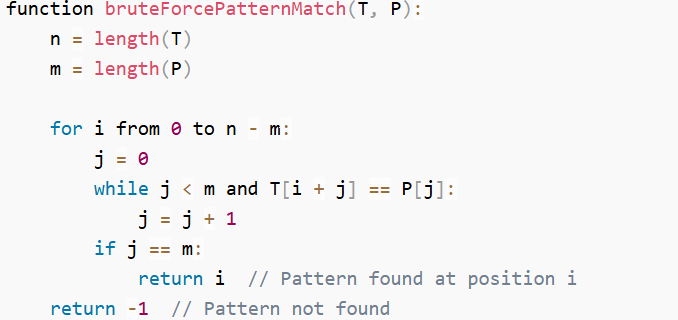 function bruteForcePatternMatch(T, P):
    n = length(T)
    m = length(P)

    for i from 0 to n - m:
        j = 0
        while j < m and T[i + j] == P[j]:
            j = j + 1
        if j == m:
            return i  // Pattern found at position i
    return -1  // Pattern not found